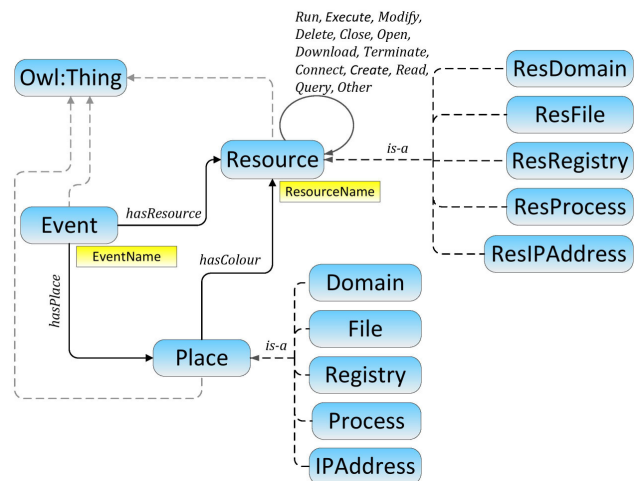 Run, Execute, Modify,
Delete, Close, Open,
Download, Terminate,
Connect, Create, Read,
Query, Other
Owl:Thing
ResDomain
ResFile
Resource
is-a
ResRegistry
ResourceName
hasResource
ResProcess
Event
EventName
ResIPAddress
hasColour
hasPlace
Domain
File
Place
is-a
Registry
Process
IPAddress